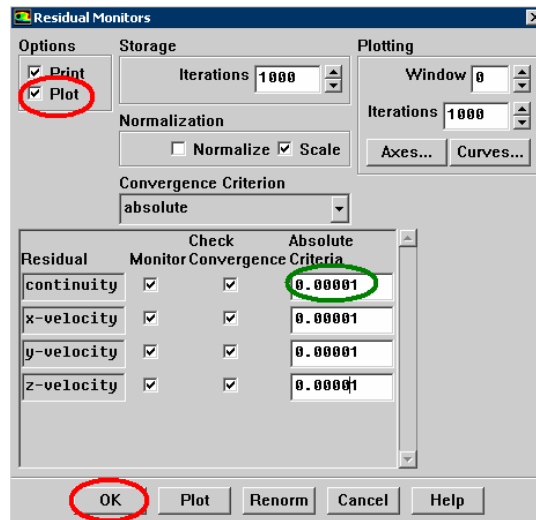 Residual Monitors
Options
Print
Plot
Storage
Iterations 1000
Normalization
Normalize Scale
Convergence Criterion
absolute
Plotting
Window 0
Iterations 1000
Axes... Curves...
Residual Monitor Check Convergence Absolute Criteria
continuity 0.00001
x-velocity 0.00001
y-velocity 0.00001
z-velocity 0.00001
OK Plot Renorm Cancel Help